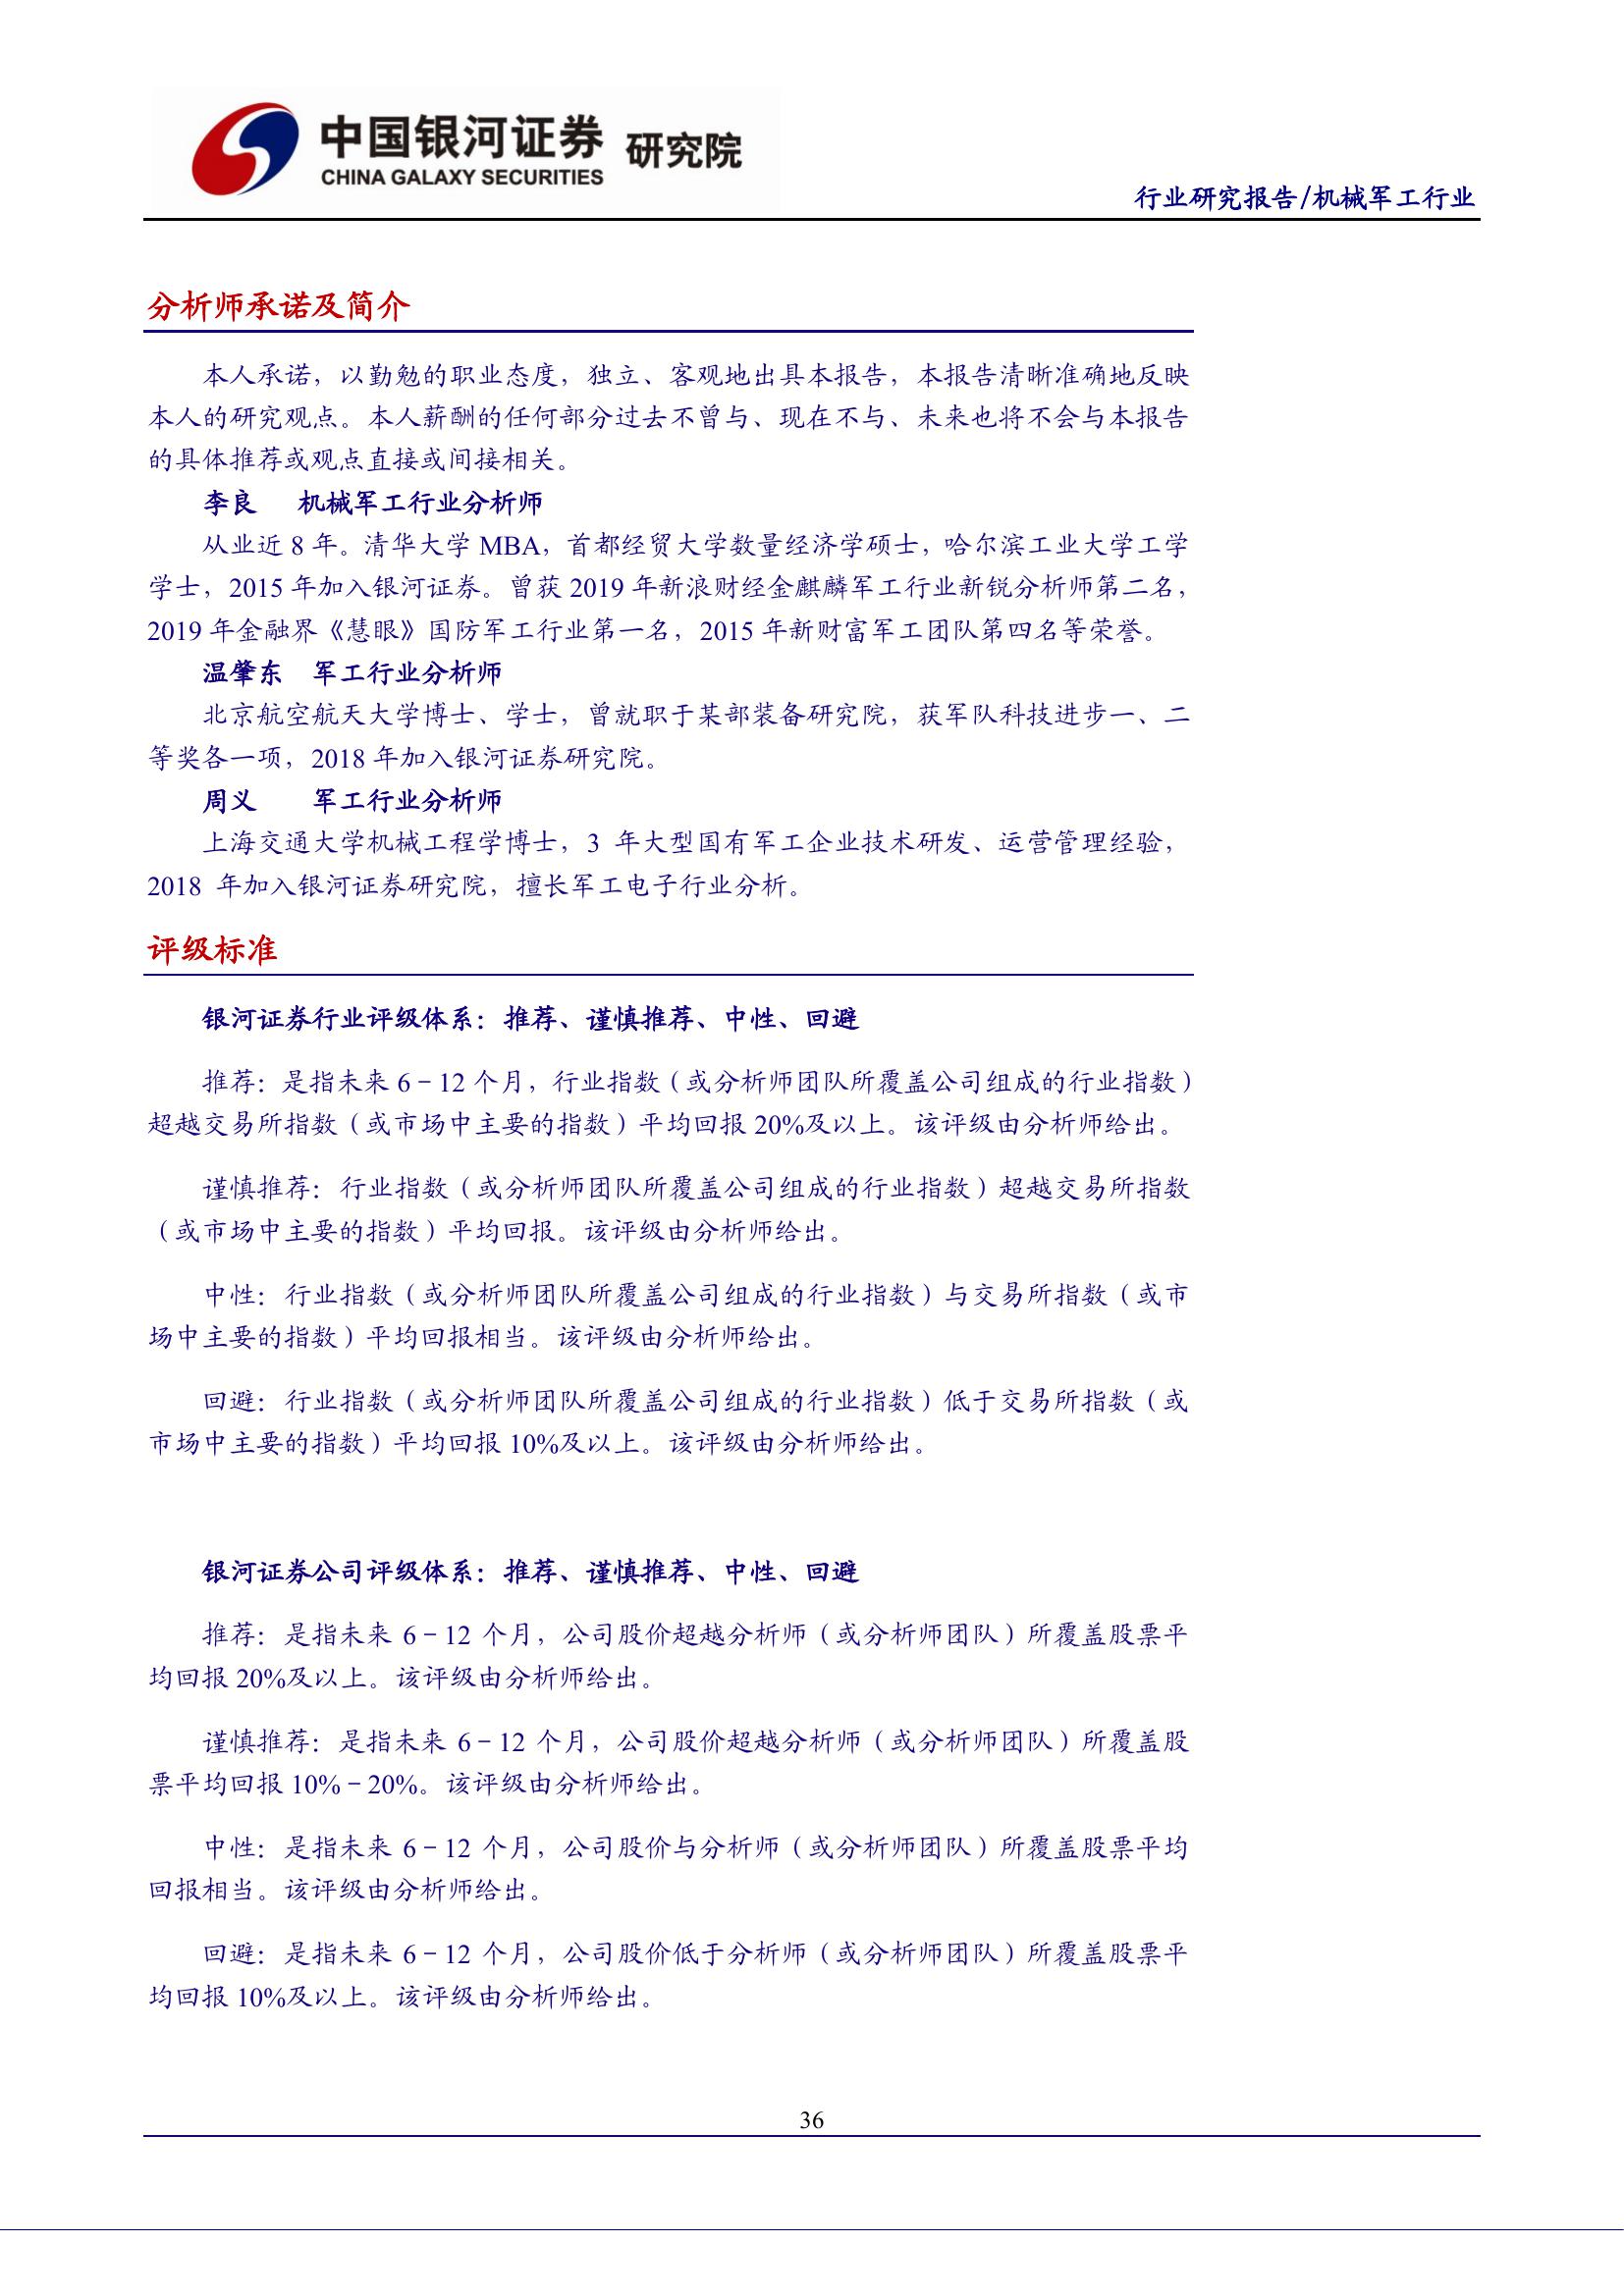 中国银河证券 研究院
CHINA GALAXY SECURITIES
行业研究报告/机械军工行业
分析师承诺及简介
本人承诺，以勤勉的职业态度，独立、客观地出具本报告，本报告清晰准确地反映
本人的研究观点。本人薪酬的任何部分过去不曾与、现在不与、未来也将不会与本报告
的具体推荐或观点直接或间接相关。
李良 机械军工行业分析师
从业近 8 年。清华大学 MBA，首都经贸大学数量经济学硕士，哈尔滨工业大学工学
学士，2015 年加入银河证券。曾获 2019 年新浪财经金麒麟军工行业新锐分析师第二名，
2019 年金融界《慧眼》国防军工行业第一名，2015 年新财富军工团队第四名等荣誉。
温肇东 军工行业分析师
北京航空航天大学博士、学士，曾就职于某部装备研究院，获军队科技进步一、二
等奖各一项，2018 年加入银河证券研究院。
周义 军工行业分析师
上海交通大学机械工程学博士，3 年大型国有军工企业技术研发、运营管理经验，
2018 年加入银河证券研究院，擅长军工电子行业分析。
评级标准
银河证券行业评级体系：推荐、谨慎推荐、中性、回避
推荐：是指未来 6－12 个月，行业指数（或分析师团队所覆盖公司组成的行业指数）
超越交易所指数（或市场中主要的指数）平均回报 20%及以上。该评级由分析师给出。
谨慎推荐：行业指数（或分析师团队所覆盖公司组成的行业指数）超越交易所指数
（或市场中主要的指数）平均回报。该评级由分析师给出。
中性：行业指数（或分析师团队所覆盖公司组成的行业指数）与交易所指数（或市
场中主要的指数）平均回报相当。该评级由分析师给出。
回避：行业指数（或分析师团队所覆盖公司组成的行业指数）低于交易所指数（或
市场中主要的指数）平均回报 10%及以上。该评级由分析师给出。
银河证券公司评级体系：推荐、谨慎推荐、中性、回避
推荐：是指未来 6－12 个月，公司股价超越分析师（或分析师团队）所覆盖股票平
均回报 20%及以上。该评级由分析师给出。
谨慎推荐：是指未来 6－12 个月，公司股价超越分析师（或分析师团队）所覆盖股
票平均回报 10%－20%。该评级由分析师给出。
中性：是指未来 6－12 个月，公司股价与分析师（或分析师团队）所覆盖股票平均
回报相当。该评级由分析师给出。
回避：是指未来 6－12 个月，公司股价低于分析师（或分析师团队）所覆盖股票平
均回报 10%及以上。该评级由分析师给出。
36